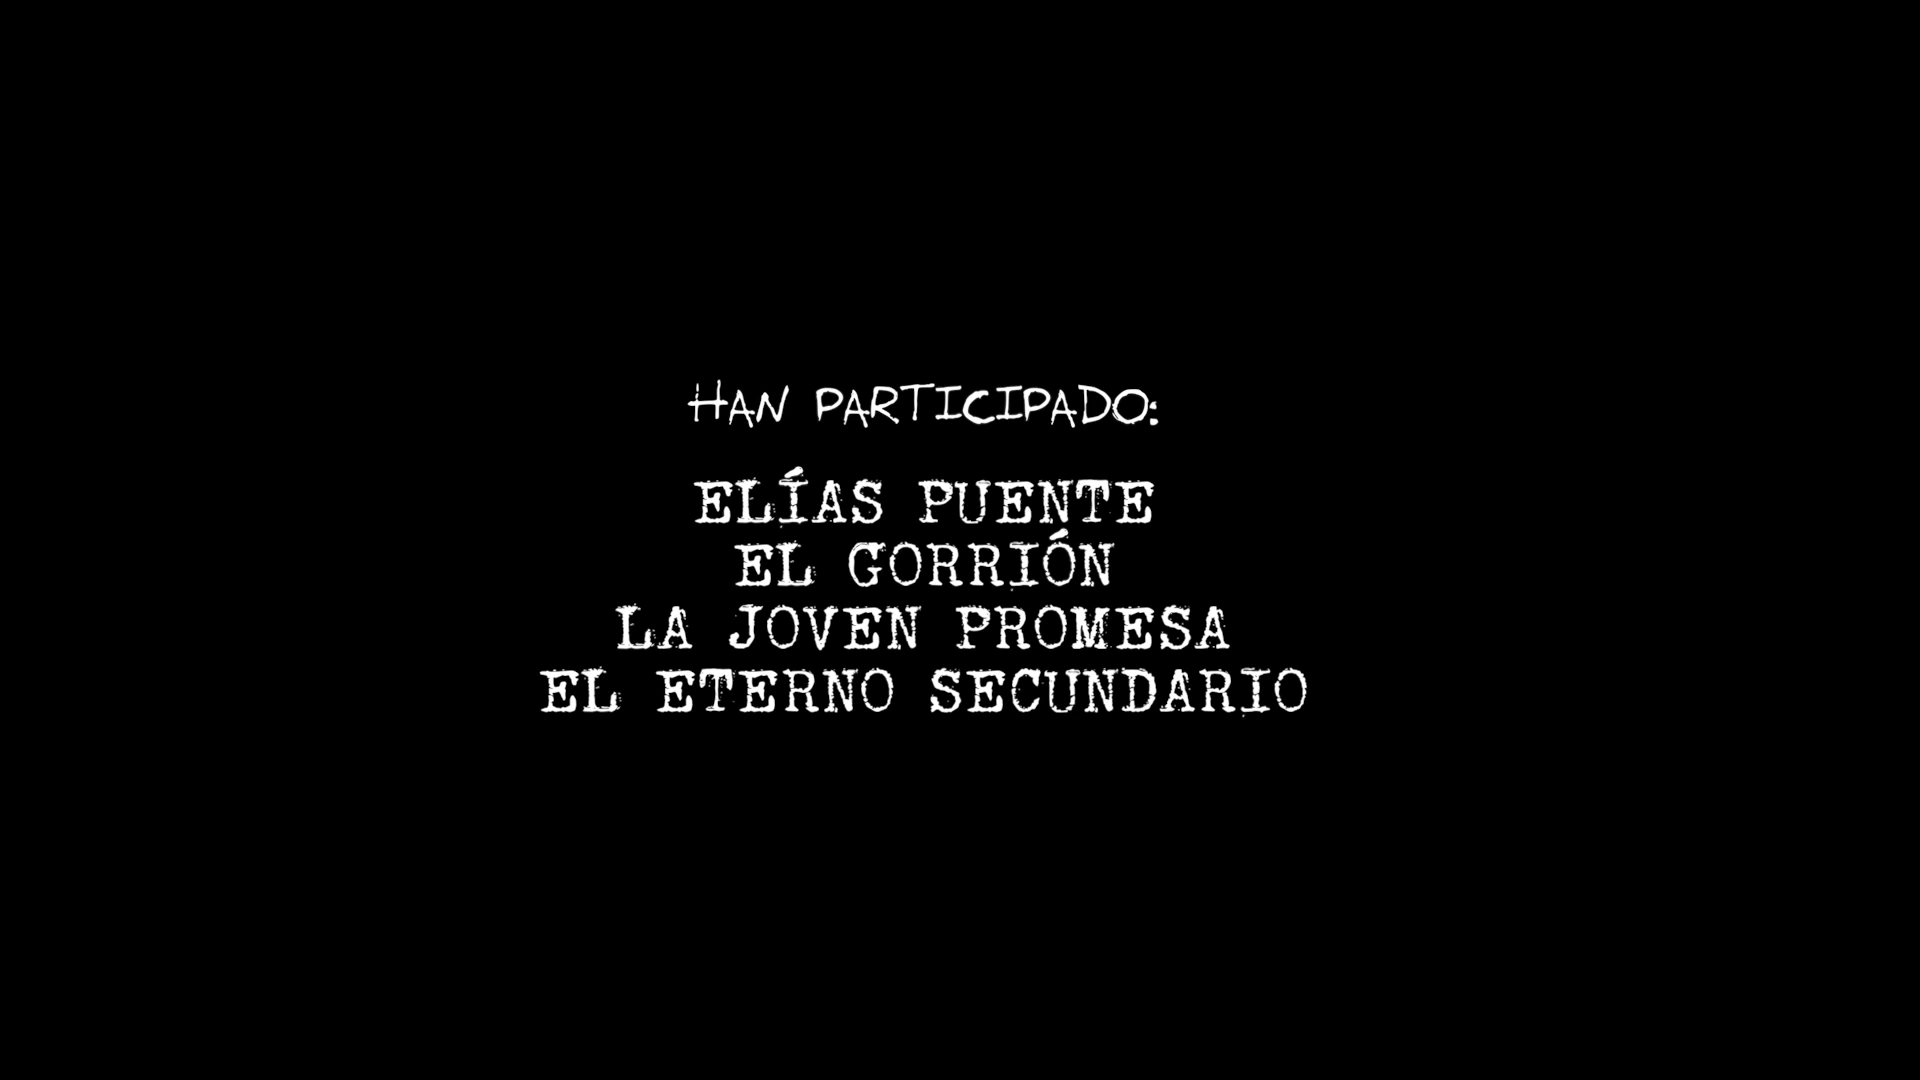 HAN PARTICIPADO:
ELÍAS PUENTE
EL GORRIÓN
LA JOVEN PROMESA
EL ETERNO SECUNDARIO